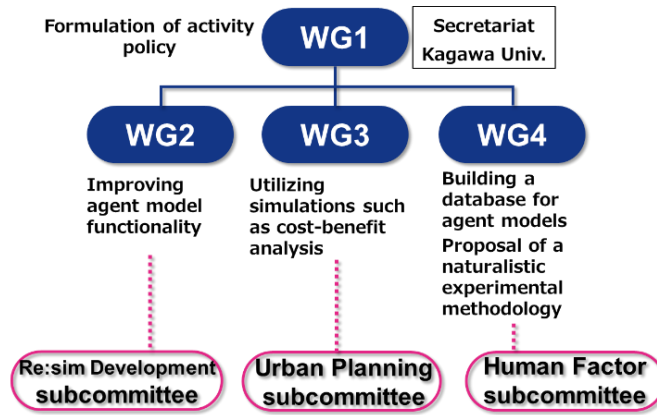 Formulation of activity
policy
WG1
Secretariat
Kagawa Univ.
WG2
WG3
WG4
Improving
agent model
functionality
Utilizing
simulations such
as cost-benefit
analysis
Building a
database for
agent models
Proposal of a
naturalistic
experimental
methodology
Re:sim Development
subcommittee
Urban Planning
subcommittee
Human Factor
subcommittee